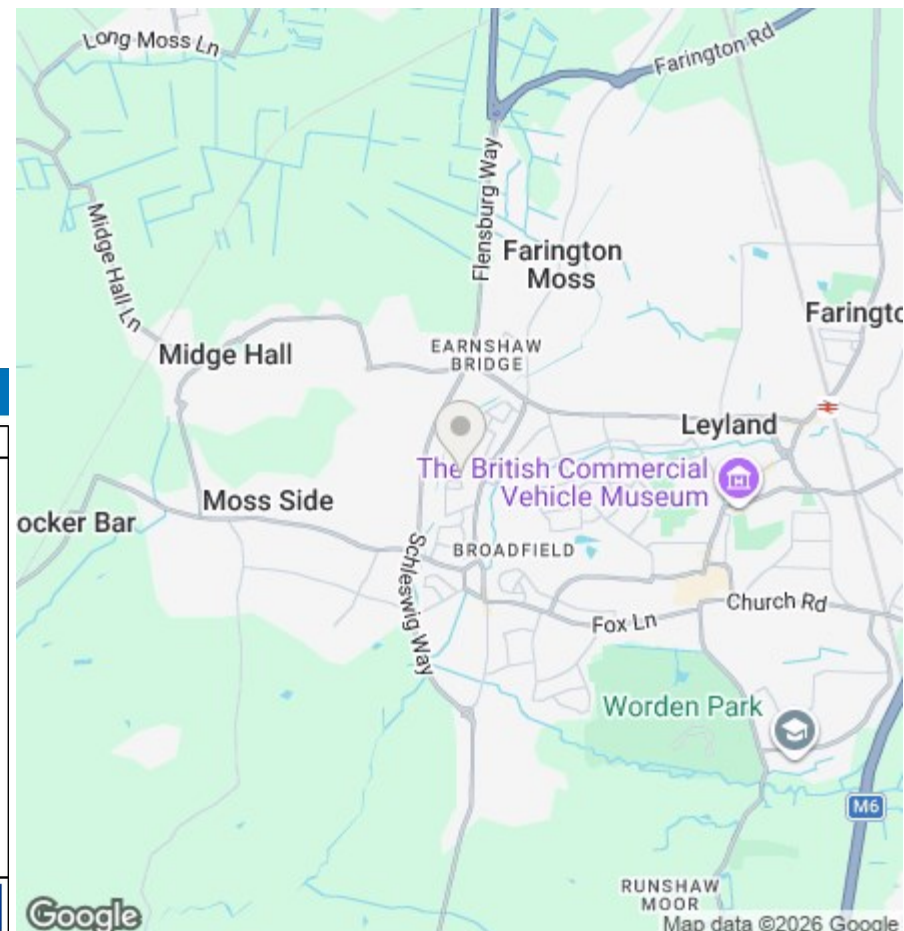 Long Moss Ln
Farington Rd
Flensburg Way
Midge Hall Ln
Farington
Moss
Faringto
Midge Hall
EARNSHAW
BRIDGE
Leyland
The British Commercial
Vehicle Museum
Moss Side
ocker Bar
Schleswig Way
BROADFIELD
Fox Ln
Church Rd
Worden Park
M6
RUNSHAW
MOOR
Google
Map data ©2026 Google